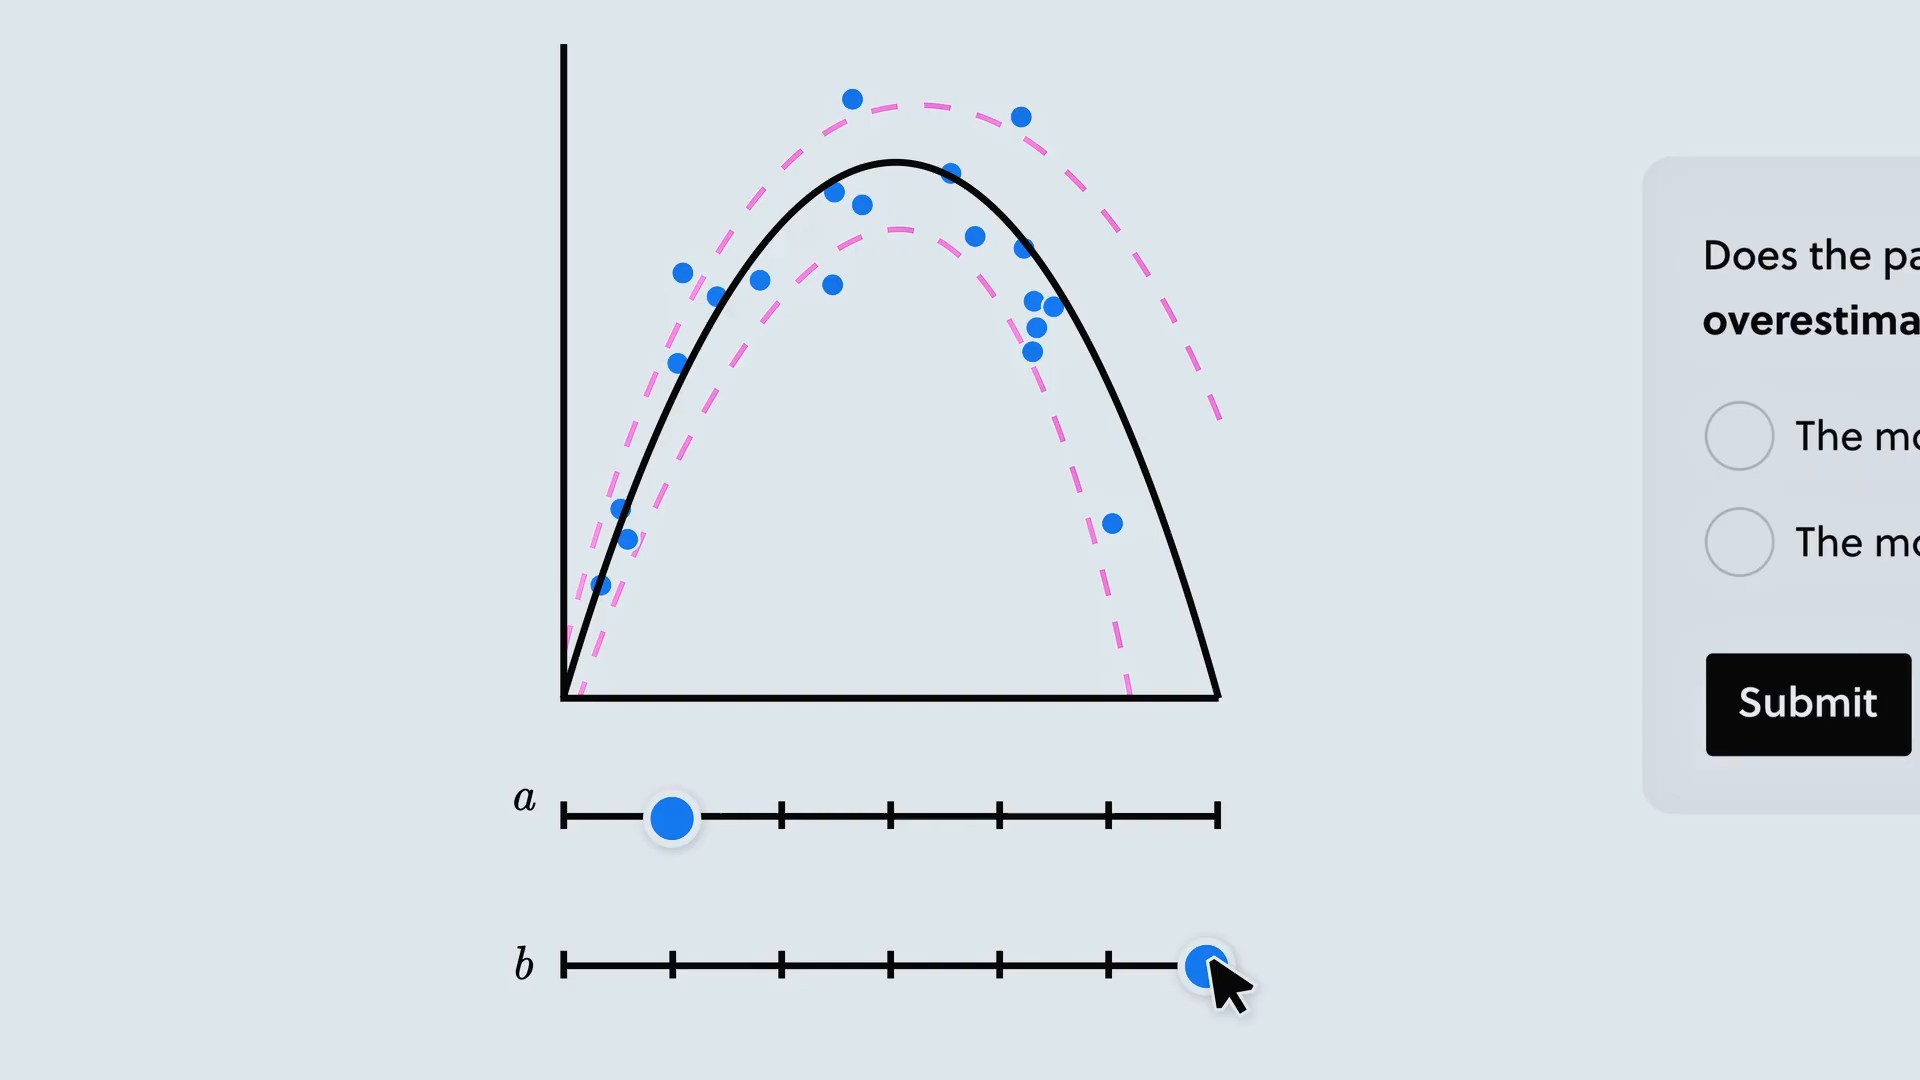 a
b
Does the pa
overestima
The mo
The mo
Submit